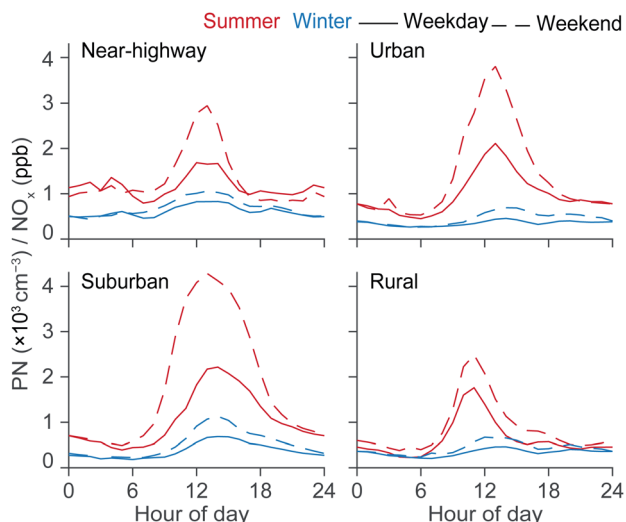 Summer Winter Weekday Weekend
Near-highway
Urban
4
3
2
1
0
Suburban
Rural
4
3
2
1
0
PN (×10³ cm⁻³) / NOₓ (ppb)
0 6 12 18 24
0 6 12 18 24
Hour of day
Hour of day